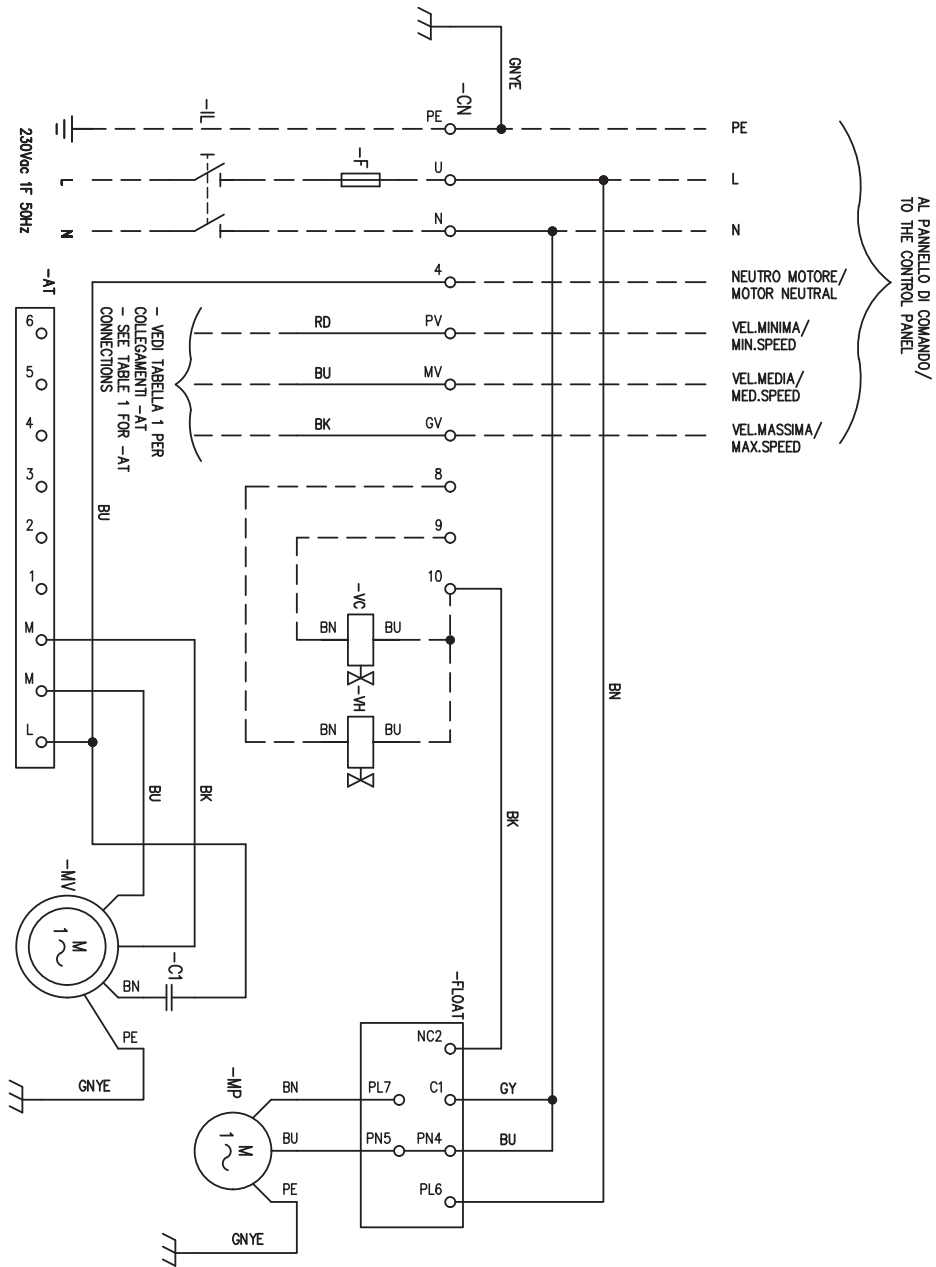 GNYE
-CN
-IL
PE
PE
-F
U
L
L
N
N
N
230Vac 1F 50Hz
AL PANNELLO DI COMANDO/
TO THE CONTROL PANEL
4
NEUTRO MOTORE/
MOTOR NEUTRAL
-AT
RD
PV
VEL.MINIMA/
MIN.SPEED
BU
MV
VEL.MEDIA/
MED.SPEED
BK
GV
VEL.MASSIMA/
MAX.SPEED
- VEDI TABELLA 1 PER
COLLEGAMENTI -AT
- SEE TABLE 1 FOR -AT
CONNECTIONS
6
5
4
3
2
1
M
M
L
BU
8
9
10
-VC
BN
BU
-VH
BN
BU
BN
BK
BU
BK
-MV
M
1
-C1
BN
PE
GNYE
-FLOAT
NC2
PL7
C1
GY
PN5
PN4
BU
PL6
-MP
BN
BU
M
1
PE
GNYE